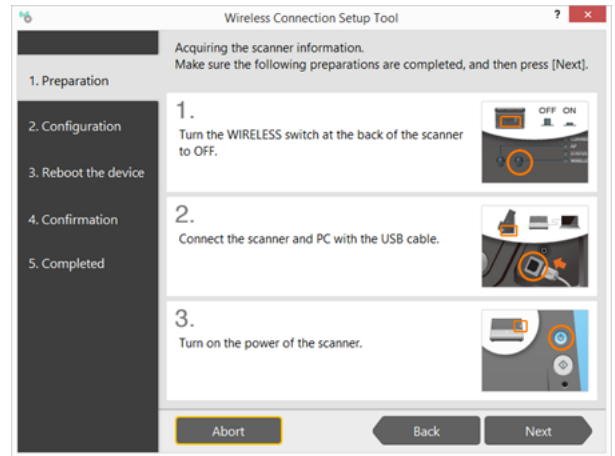 Wireless Connection Setup Tool
?
×
Acquiring the scanner information.
Make sure the following preparations are completed, and then press [Next].
1. Preparation
2. Configuration
3. Reboot the device
4. Confirmation
5. Completed
1.
Turn the WIRELESS switch at the back of the scanner
to OFF.
OFF ON
AP
2.
Connect the scanner and PC with the USB cable.
3.
Turn on the power of the scanner.
Abort
Back
Next